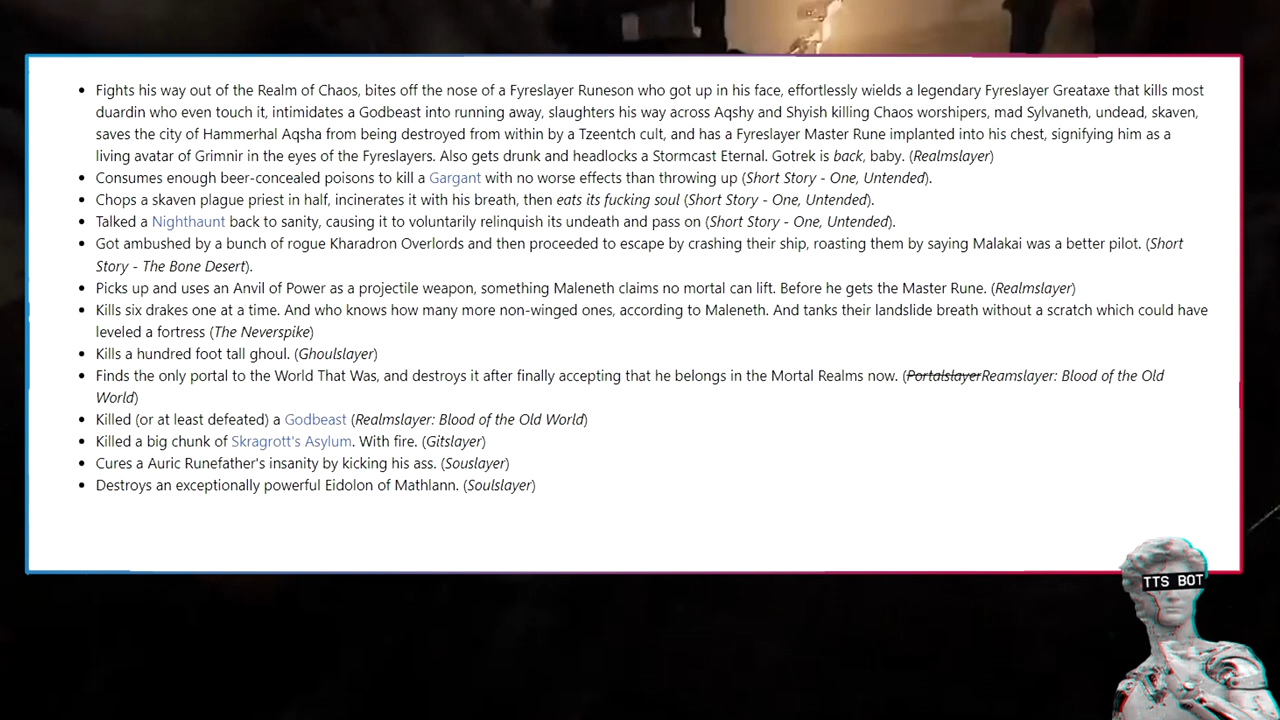 • Fights his way out of the Realm of Chaos, bites off the nose of a Fyreslayer Runeson who got up in his face, effortlessly wields a legendary Fyreslayer Greataxe that kills most
duardin who even touch it, intimidates a Godbeast into running away, slaughters his way across Aqshy and Shyish killing Chaos worshipers, mad Sylvaneth, undead, skaven,
saves the city of Hammerhal Aqsha from being destroyed from within by a Tzeentch cult, and has a Fyreslayer Master Rune implanted into his chest, signifying him as a
living avatar of Grimnir in the eyes of the Fyreslayers. Also gets drunk and headlocks a Stormcast Eternal. Gotrek is back, baby. (Realmslayer)
• Consumes enough beer-concealed poisons to kill a Gargant with no worse effects than throwing up (Short Story - One, Untended).
• Chops a skaven plague priest in half, incinerates it with his breath, then eats its fucking soul (Short Story - One, Untended).
• Talked a Nighthaunt back to sanity, causing it to voluntarily relinquish its undeath and pass on (Short Story - One, Untended).
• Got ambushed by a bunch of rogue Kharadron Overlords and then proceeded to escape by crashing their ship, roasting them by saying Malakai was a better pilot. (Short
Story - The Bone Desert).
• Picks up and uses an Anvil of Power as a projectile weapon, something Maleneth claims no mortal can lift. Before he gets the Master Rune. (Realmslayer)
• Kills six drakes one at a time. And who knows how many more non-winged ones, according to Maleneth. And tanks their landslide breath without a scratch which could have
leveled a fortress (The Neverspike)
• Kills a hundred foot tall ghoul. (Ghoulslayer)
• Finds the only portal to the World That Was, and destroys it after finally accepting that he belongs in the Mortal Realms now. (PortalslayerReamslayer: Blood of the Old
World)
• Killed (or at least defeated) a Godbeast (Realmslayer: Blood of the Old World)
• Killed a big chunk of Skragrott's Asylum. With fire. (Gitslayer)
• Cures a Auric Runefather's insanity by kicking his ass. (Souslayer)
• Destroys an exceptionally powerful Eidolon of Mathlann. (Soulslayer)
TTS BOT